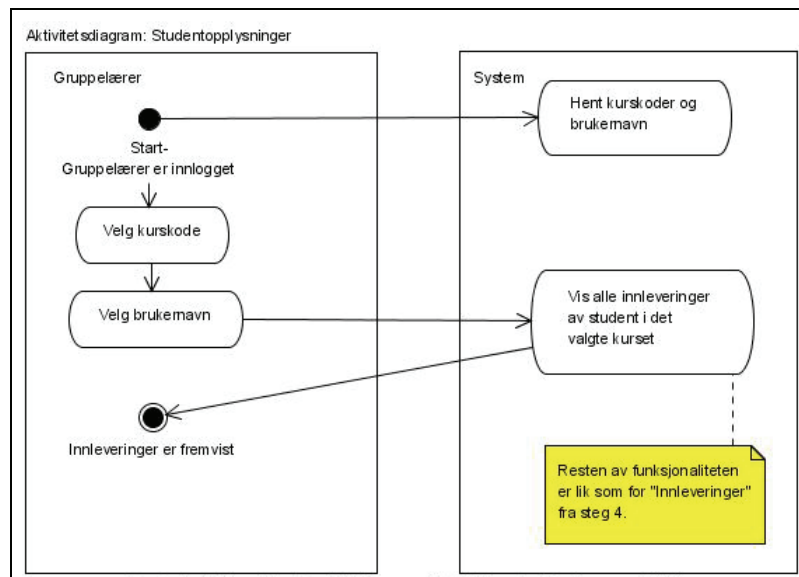 Aktivitetsdiagram: Studentopplysninger
Gruppelærer
System
Hent kurskoder og
brukernavn
Start-
Gruppelærer er innlogget
Velg kurskode
Velg brukernavn
Vis alle innleveringer
av student i det
valgte kurset
Innleveringer er fremvist
Resten av funksjonaliteten
er lik som for "Innleveringer"
fra steg 4.